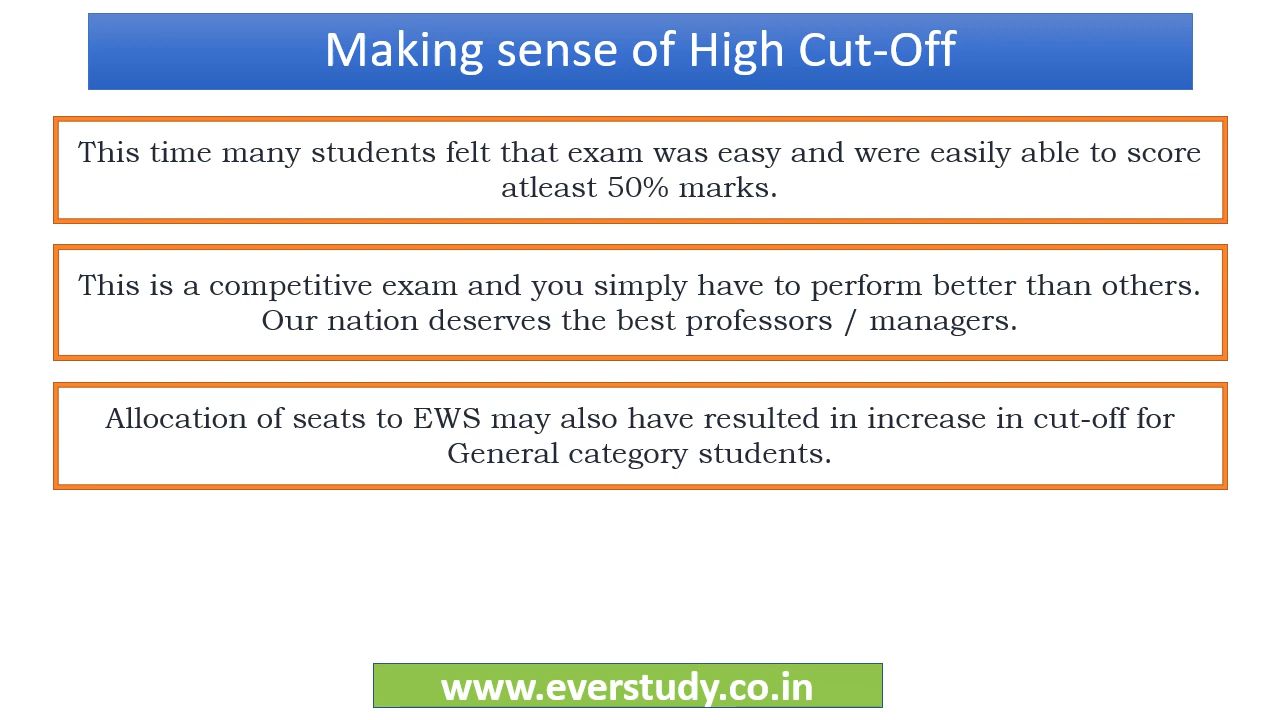 Making sense of High Cut-Off
This time many students felt that exam was easy and were easily able to score
atleast 50% marks.
This is a competitive exam and you simply have to perform better than others.
Our nation deserves the best professors / managers.
Allocation of seats to EWS may also have resulted in increase in cut-off for
General category students.
www.everstudy.co.in